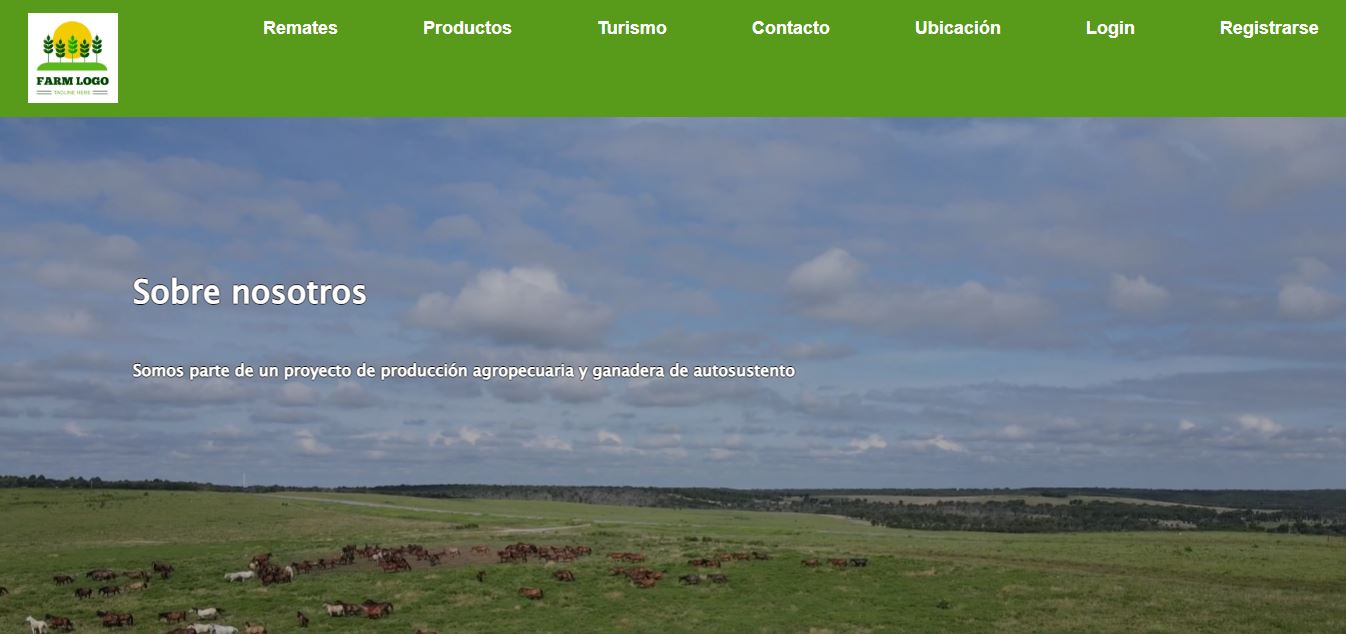 FARM LOGO
TAGLINE HERE
Remates
Productos
Turismo
Contacto
Ubicación
Login
Registrarse
Sobre nosotros
Somos parte de un proyecto de producción agropecuaria y ganadera de autosustento